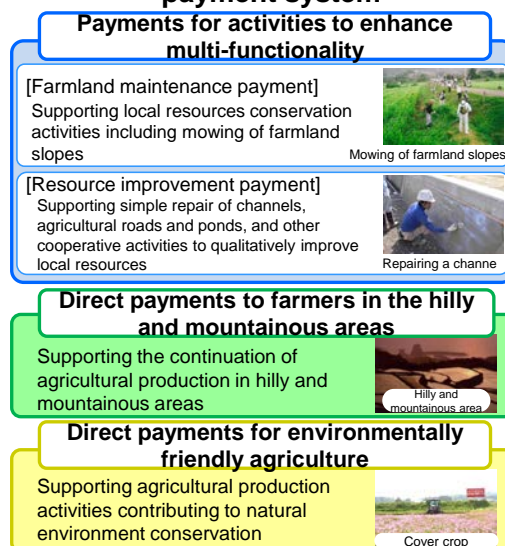 payment system
Payments for activities to enhance
multi-functionality
[Farmland maintenance payment]
Supporting local resources conservation
activities including mowing of farmland
slopes
Mowing of farmland slopes
[Resource improvement payment]
Supporting simple repair of channels,
agricultural roads and ponds, and other
cooperative activities to qualitatively improve
local resources
Repairing a channe
Direct payments to farmers in the hilly
and mountainous areas
Supporting the continuation of
agricultural production in hilly and
mountainous areas
Hilly and
mountainous area
Direct payments for environmentally
friendly agriculture
Supporting agricultural production
activities contributing to natural
environment conservation
Cover crop